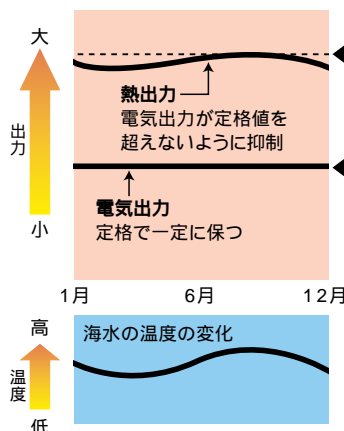 大
出力
小
熱出力
電気出力が定格値を
超えないように抑制
電気出力
定格で一定に保つ
1月
6月
12月
高
温度
低
海水の温度の変化